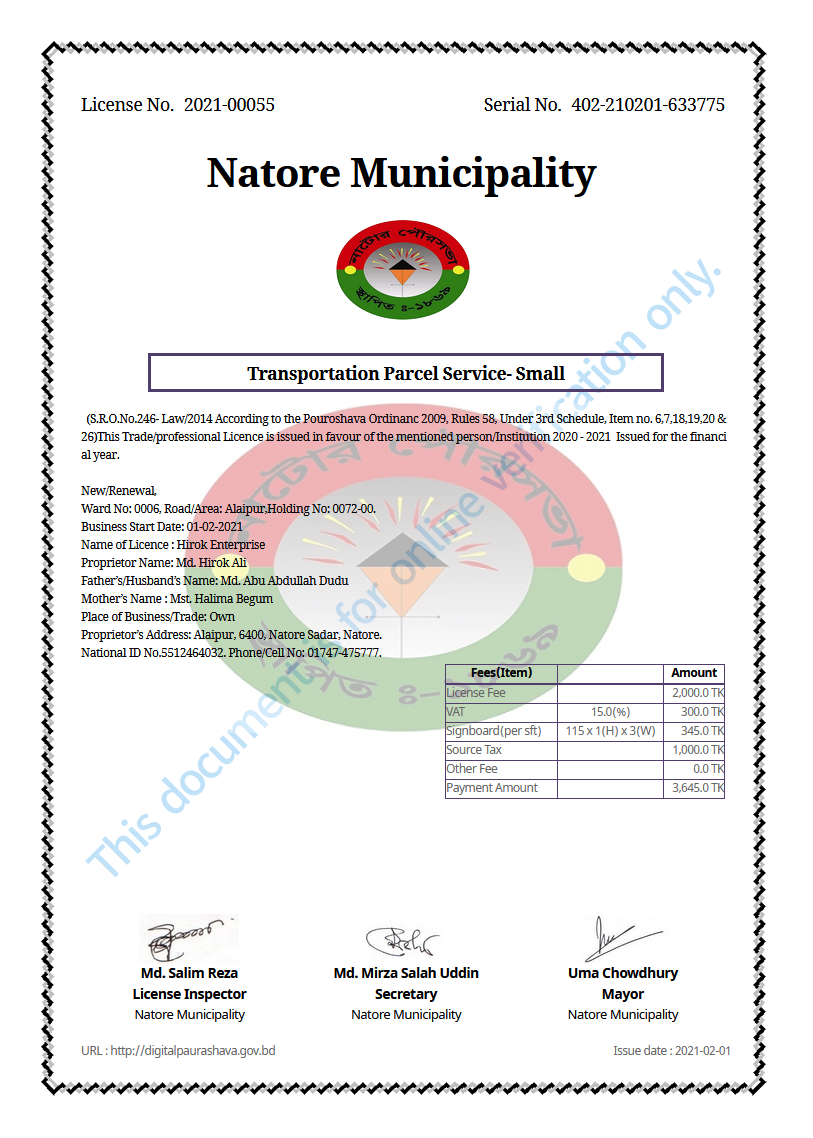 License No. 2021-00055
Serial No. 402-210201-633775
Natore Municipality
নাটোর পৌরসভা
স্থাপিত ঃ-১৮৬৯
Transportation Parcel Service- Small
(S.R.O.No.246- Law/2014 According to the Pouroshava Ordinanc 2009, Rules 58, Under 3rd Schedule, Item no. 6,7,18,19,20 &
26)This Trade/professional Licence is issued in favour of the mentioned person/Institution 2020 - 2021 Issued for the financi
al year.
New/Renewal,
Ward No: 0006, Road/Area: Alaipur,Holding No: 0072-00.
Business Start Date: 01-02-2021
Name of Licence : Hirok Enterprise
Proprietor Name: Md. Hirok Ali
Father's/Husband's Name: Md. Abu Abdullah Dudu
Mother's Name : Mst. Halima Begum
Place of Business/Trade: Own
Proprietor's Address: Alaipur, 6400, Natore Sadar, Natore.
National ID No.5512464032. Phone/Cell No: 01747-475777.
নাটোর পৌরসভা
স্থাপিত ঃ-১৮৬৯
This document is for online verification only.
Fees(Item) Amount
License Fee 2,000.0 TK
VAT 15.0(%) 300.0 TK
Signboard(per sft) 115 x 1(H) x 3(W) 345.0 TK
Source Tax 1,000.0 TK
Other Fee 0.0 TK
Payment Amount 3,645.0 TK
Md. Salim Reza Md. Mirza Salah Uddin Uma Chowdhury
License Inspector Secretary Mayor
Natore Municipality Natore Municipality Natore Municipality
URL : http://digitalpaurashava.gov.bd Issue date : 2021-02-01